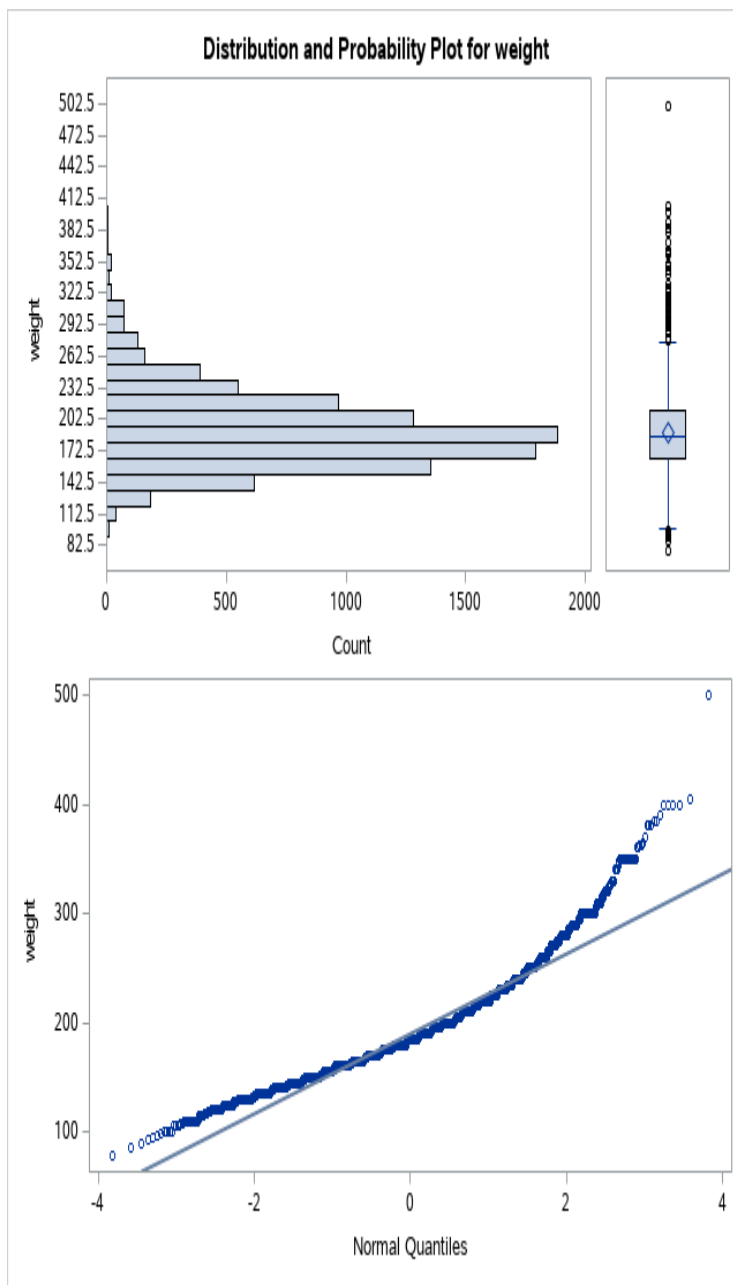 Distribution and Probability Plot for weight
502.5
472.5
442.5
412.5
382.5
352.5
322.5
292.5
262.5
232.5
202.5
172.5
142.5
112.5
82.5
weight
0 500 1000 1500 2000
Count
500
400
300
200
100
weight
-4 -2 0 2 4
Normal Quantiles